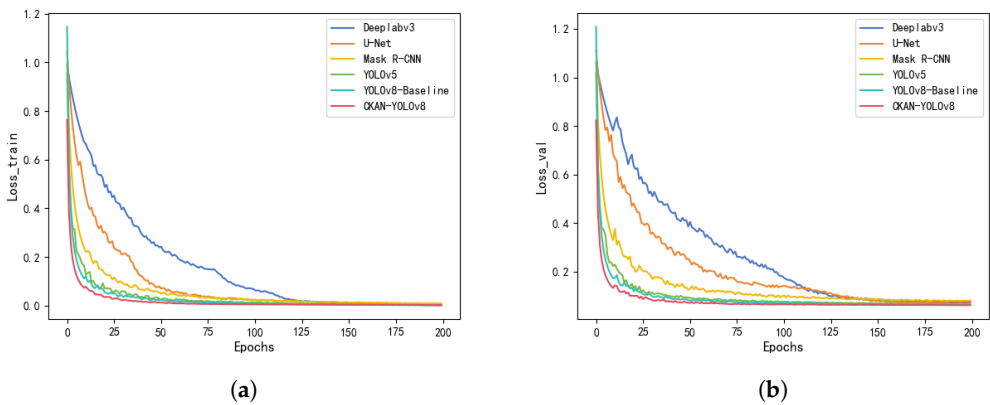 1.2
1.0
0.8
0.6
0.4
0.2
0.0
Loss_train
0
25
50
75
100
125
150
175
200
Epochs
Deeplabv3
U-Net
Mask R-CNN
YOLOv5
YOLOv8-Baseline
CKAN-YOLOv8
(a)
1.2
1.0
0.8
0.6
0.4
0.2
Loss_val
0
25
50
75
100
125
150
175
200
Epochs
Deeplabv3
U-Net
Mask R-CNN
YOLOv5
YOLOv8-Baseline
CKAN-YOLOv8
(b)